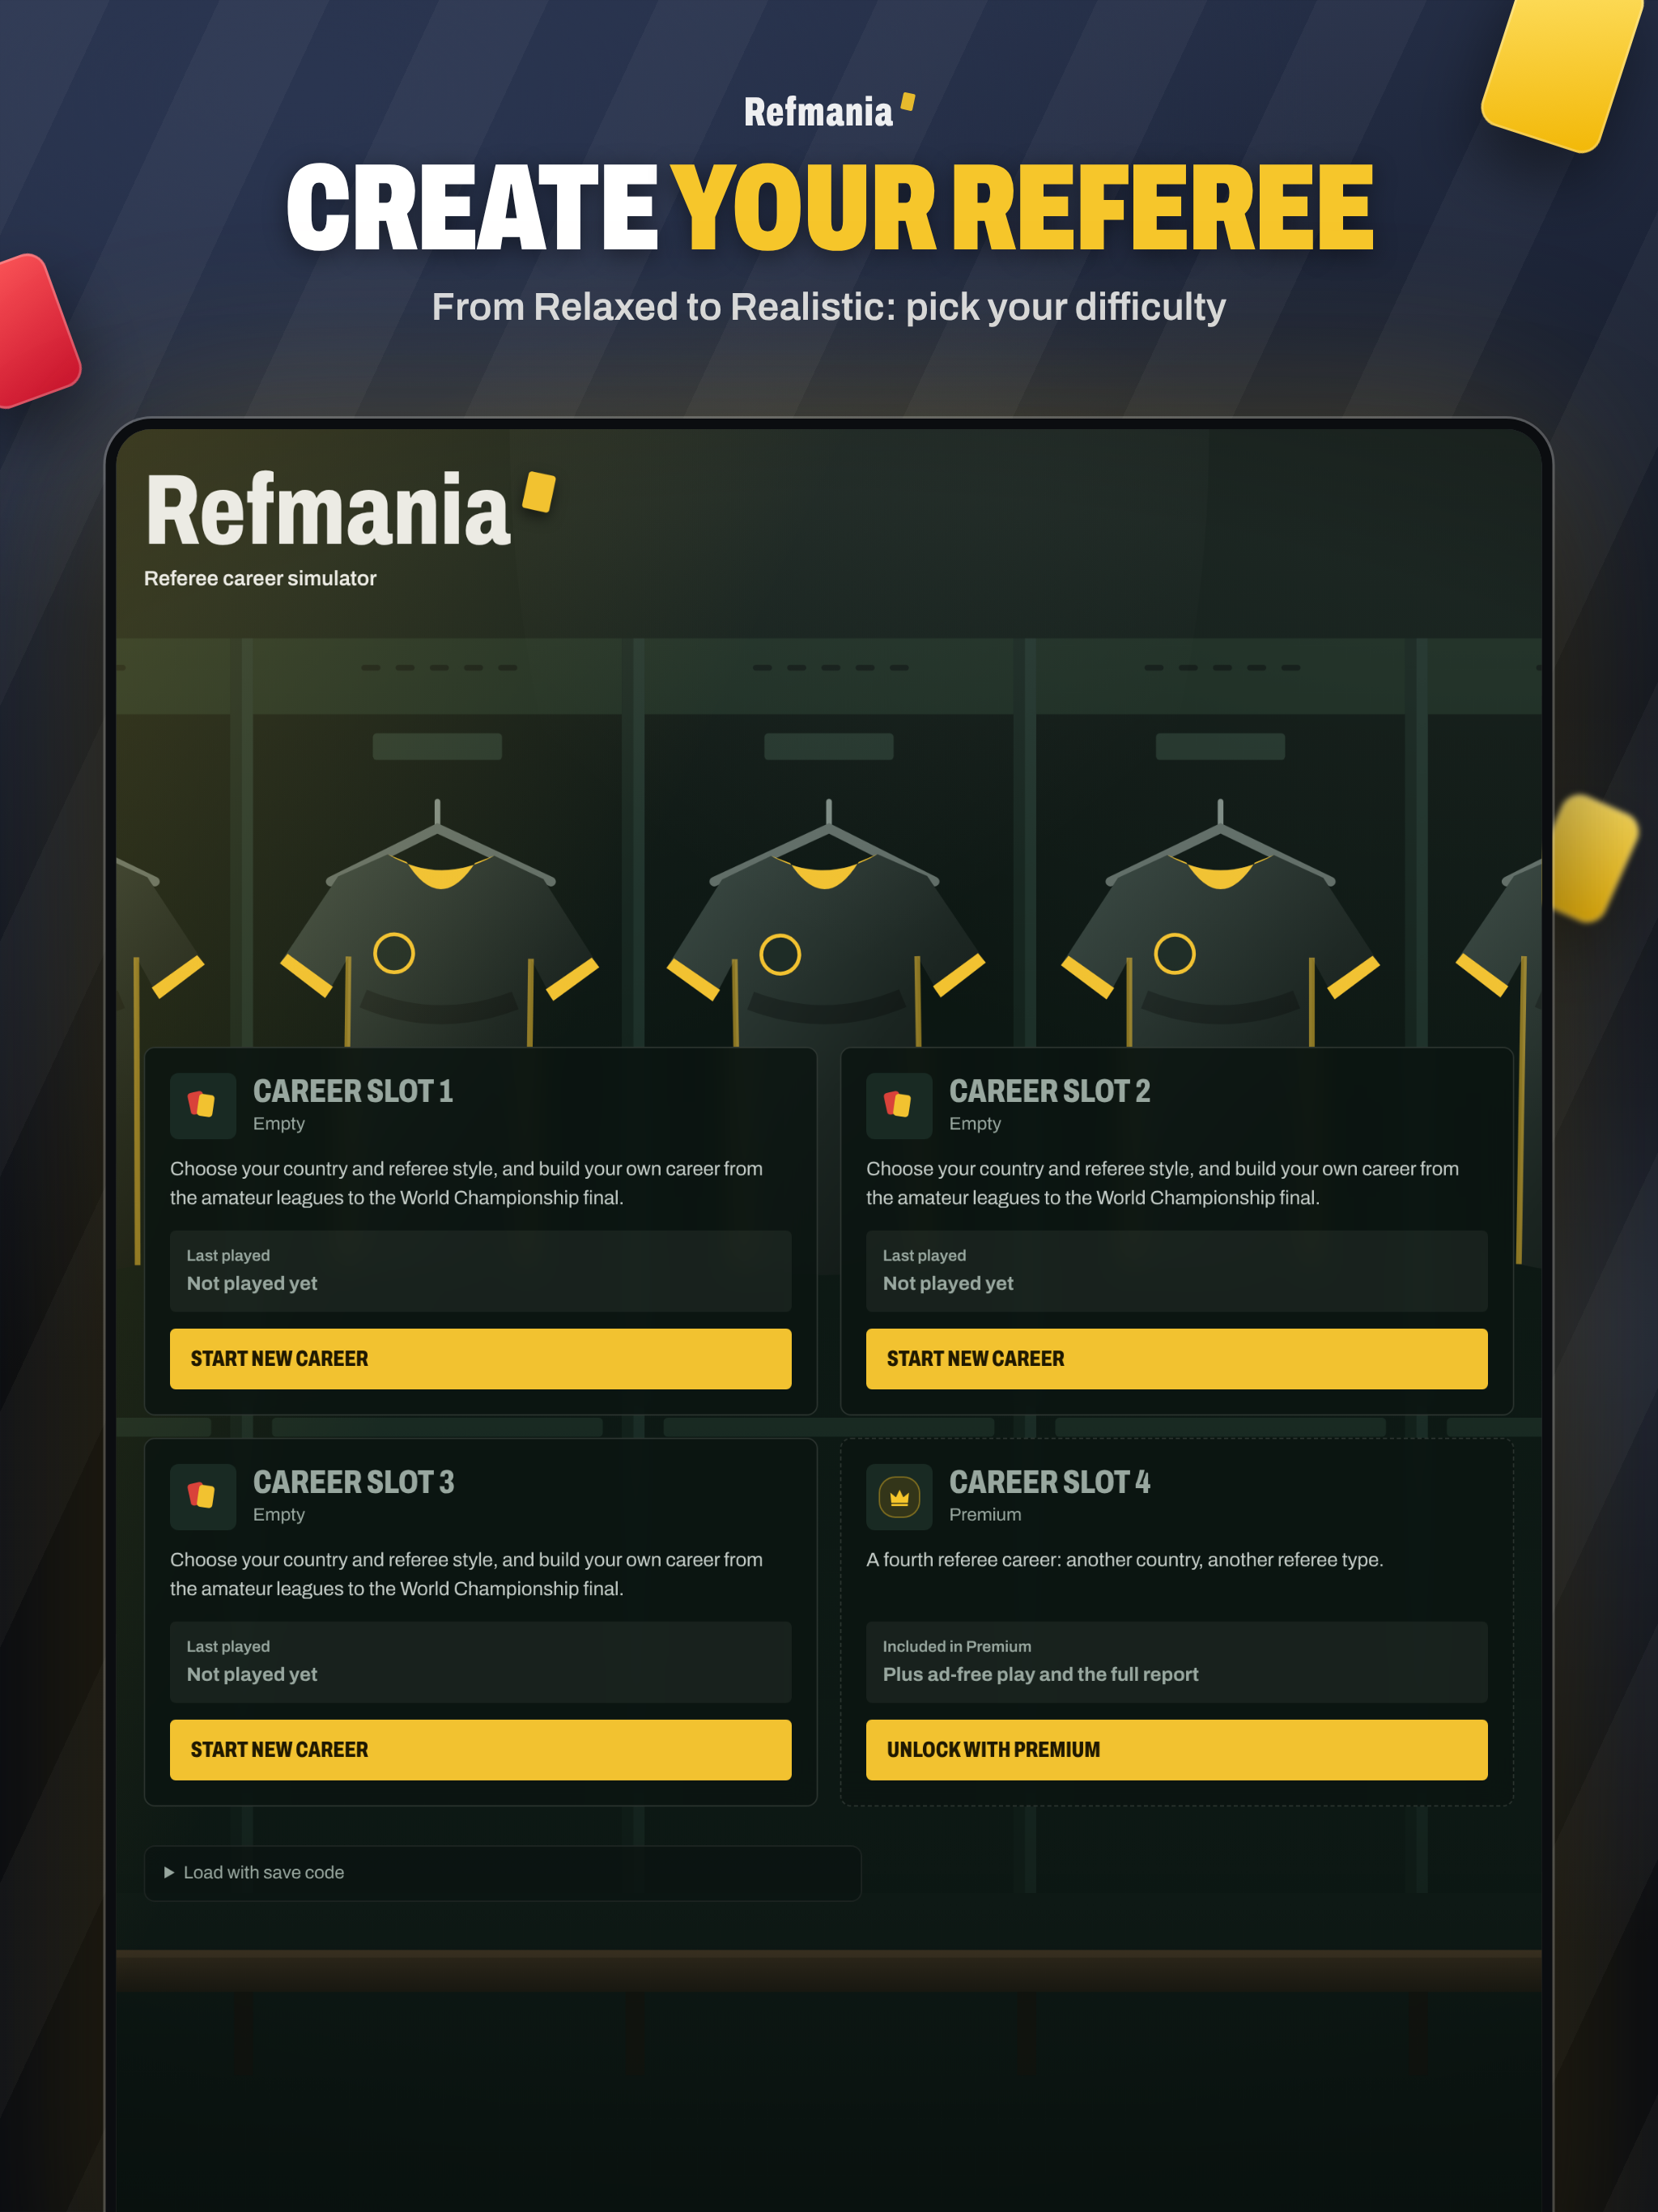 Refmania
CREATE YOUR REFEREE
From Relaxed to Realistic: pick your difficulty
Refmania
Referee career simulator
CAREER SLOT 1
Empty
Choose your country and referee style, and build your own career from
the amateur leagues to the World Championship final.
Last played
Not played yet
START NEW CAREER
CAREER SLOT 2
Empty
Choose your country and referee style, and build your own career from
the amateur leagues to the World Championship final.
Last played
Not played yet
START NEW CAREER
CAREER SLOT 3
Empty
Choose your country and referee style, and build your own career from
the amateur leagues to the World Championship final.
Last played
Not played yet
START NEW CAREER
CAREER SLOT 4
Premium
A fourth referee career: another country, another referee type.
Included in Premium
Plus ad-free play and the full report
UNLOCK WITH PREMIUM
Load with save code